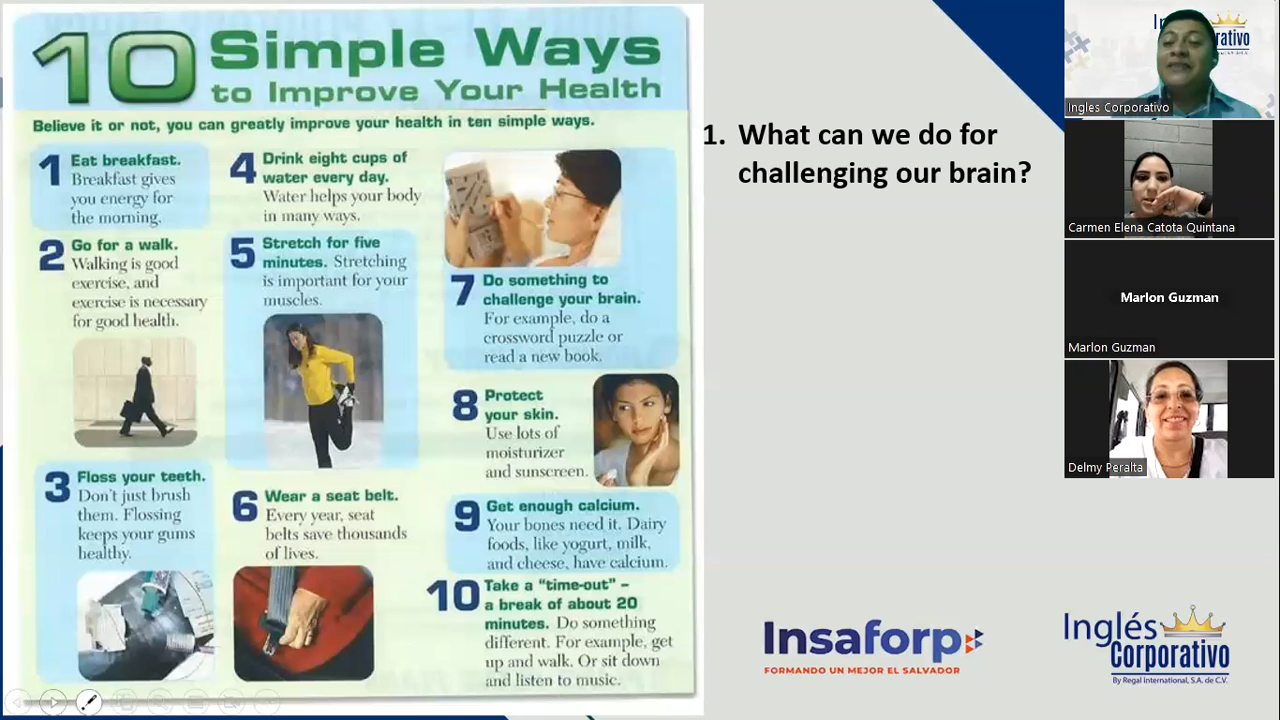 10 Simple Ways
to Improve Your Health
Believe it or not, you can greatly improve your health in ten simple ways.
1 Eat breakfast.
Breakfast gives
you energy for
the morning.
2 Go for a walk.
Walking is good
exercise, and
exercise is necessary
for good health.
3 Floss your teeth.
Don't just brush
them. Flossing
keeps your gums
healthy.
4 Drink eight cups of
water every day.
Water helps your body
in many ways.
5 Stretch for five
minutes. Stretching
is important for your
muscles.
6 Wear a seat belt.
Every year, seat
belts save thousands
of lives.
7 Do something to
challenge your brain.
For example, do a
crossword puzzle or
read a new book.
8 Protect
your skin.
Use lots of
moisturizer
and sunscreen.
9 Get enough calcium.
Your bones need it. Dairy
foods, like yogurt, milk,
and cheese, have calcium.
10 Take a "time-out" –
a break of about 20
minutes. Do something
different. For example, get
up and walk. Or sit down
and listen to music.
1. What can we do for
challenging our brain?
Insaforp
FORMANDO UN MEJOR EL SALVADOR
Inglés
Corporativo
By Regal International, S.A. de C.V.
Ingles Corporativo
Carmen Elena Catota Quintana
Marlon Guzman
Marlon Guzman
Delmy Peralta